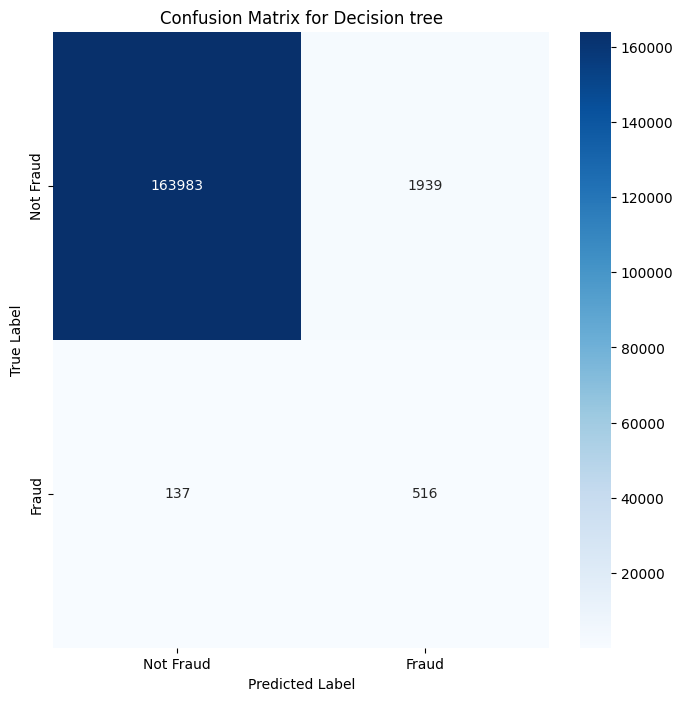 Confusion Matrix for Decision tree
True Label
Not Fraud
Fraud
163983
1939
137
516
Not Fraud
Fraud
Predicted Label
160000
140000
120000
100000
80000
60000
40000
20000